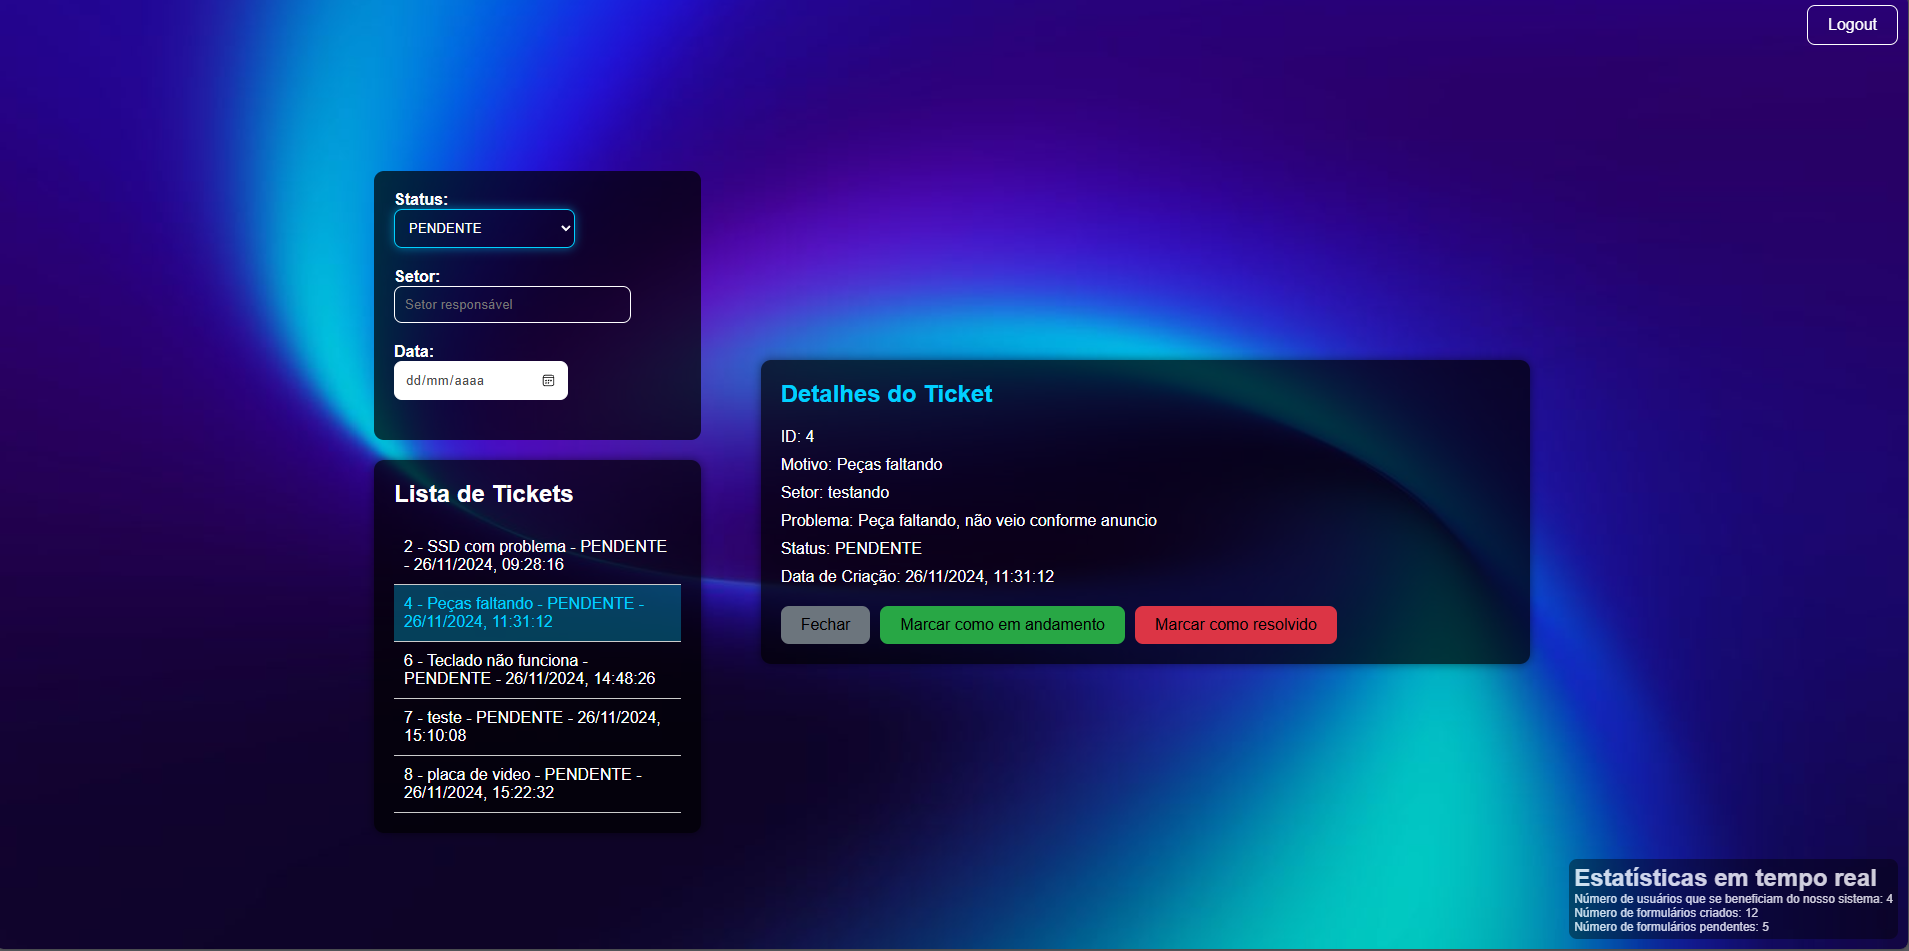 Logout
Status:
PENDENTE
Setor:
Setor responsável
Data:
dd/mm/aaaa
Lista de Tickets
2 - SSD com problema - PENDENTE
- 26/11/2024, 09:28:16
4 - Peças faltando - PENDENTE -
26/11/2024, 11:31:12
6 - Teclado não funciona -
PENDENTE - 26/11/2024, 14:48:26
7 - teste - PENDENTE - 26/11/2024,
15:10:08
8 - placa de video - PENDENTE -
26/11/2024, 15:22:32
Detalhes do Ticket
ID: 4
Motivo: Peças faltando
Setor: testando
Problema: Peça faltando, não veio conforme anuncio
Status: PENDENTE
Data de Criação: 26/11/2024, 11:31:12
Fechar
Marcar como em andamento
Marcar como resolvido
Estatísticas em tempo real
Número de usuários que se beneficiam do nosso sistema: 4
Número de formulários criados: 12
Número de formulários pendentes: 5